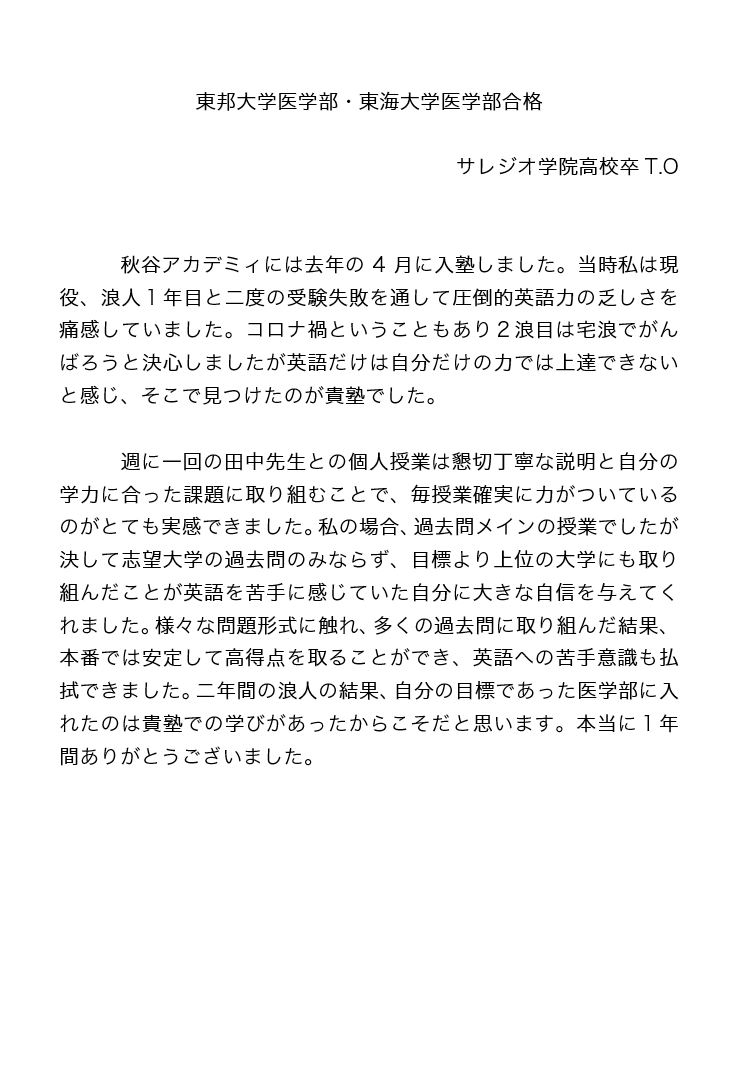 東邦大学医学部・東海大学医学部合格
サレジオ学院高校卒 T.O
秋谷アカデミィには去年の 4 月に入塾しました。当時私は現
役、浪人１年目と二度の受験失敗を通して圧倒的英語力の乏しさを
痛感していました。コロナ禍ということもあり２浪目は宅浪でがん
ばろうと決心しましたが英語だけは自分だけの力では上達できない
と感じ、そこで見つけたのが貴塾でした。
週に一回の田中先生との個人授業は懇切丁寧な説明と自分の
学力に合った課題に取り組むことで、毎授業確実に力がついている
のがとても実感できました。私の場合、過去問メインの授業でしたが
決して志望大学の過去問のみならず、目標より上位の大学にも取り
組んだことが英語を苦手に感じていた自分に大きな自信を与えてく
れました。様々な問題形式に触れ、多くの過去問に取り組んだ結果、
本番では安定して高得点を取ることができ、英語への苦手意識も払
拭できました。二年間の浪人の結果、自分の目標であった医学部に入
れたのは貴塾での学びがあったからこそだと思います。本当に１年
間ありがとうございました。